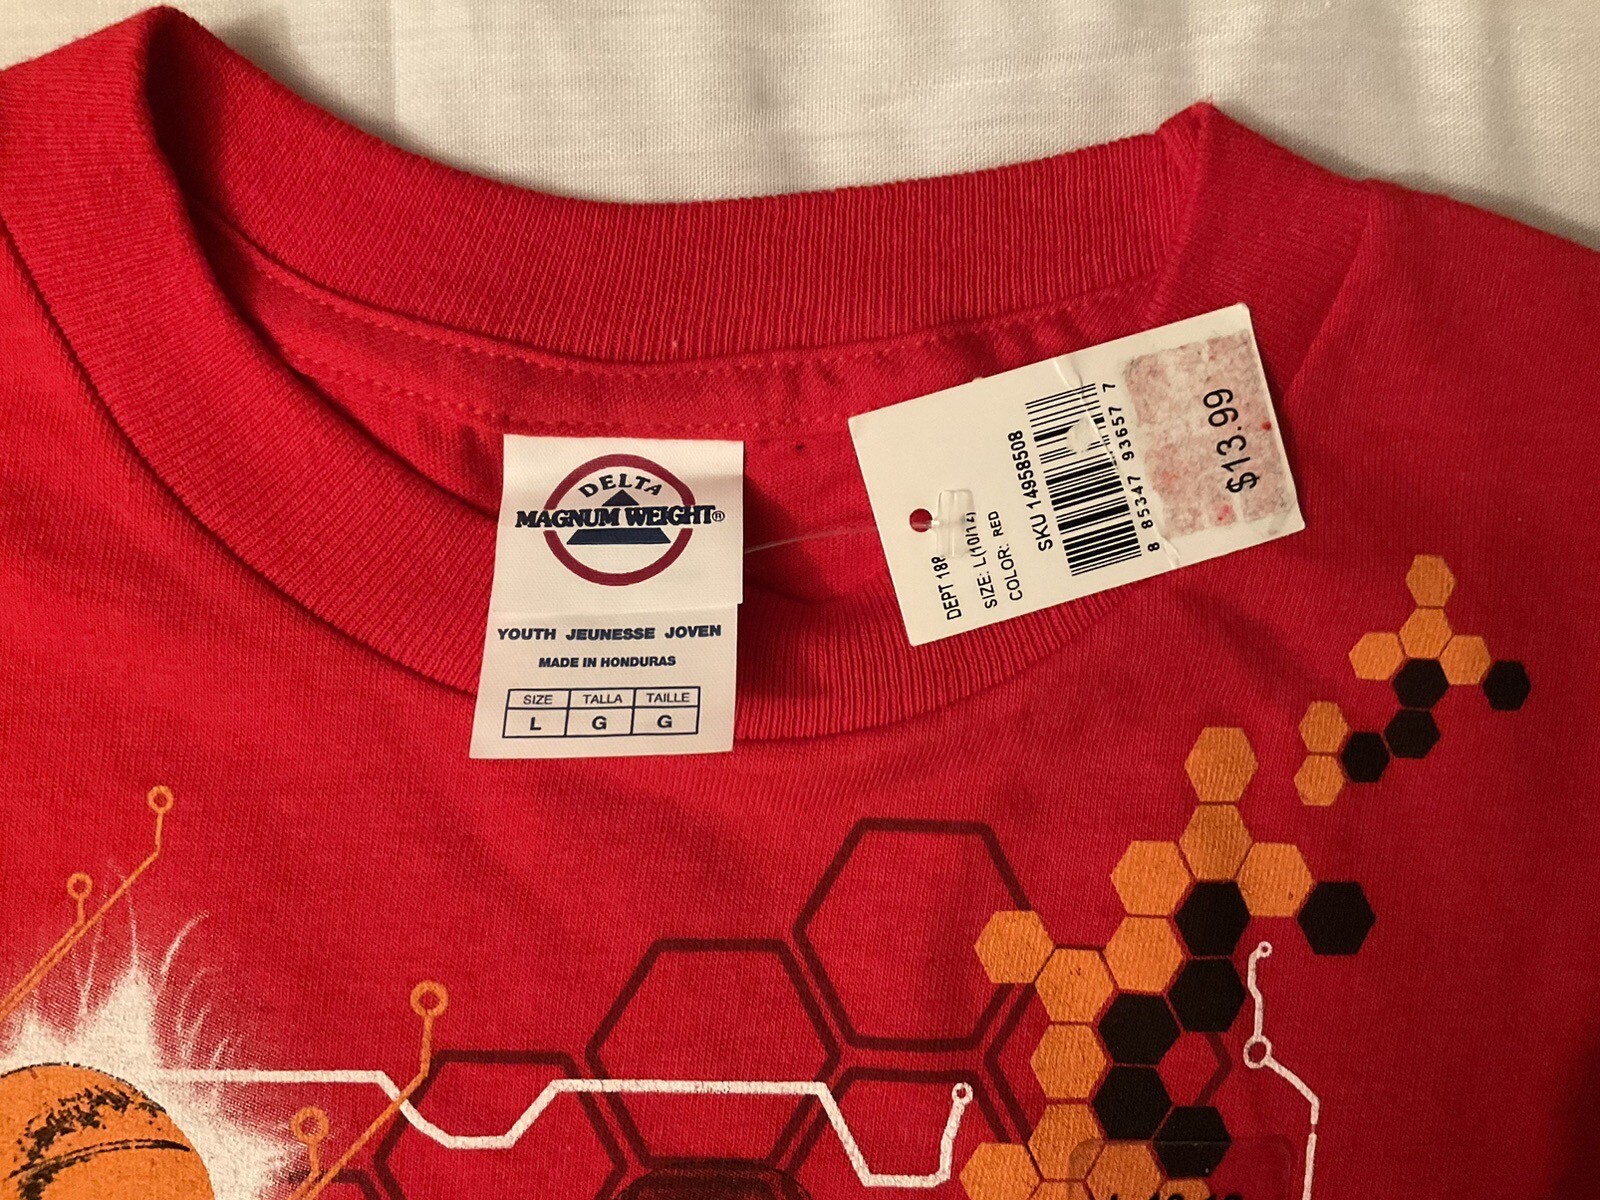 DELTA
MAGNUM WEIGHT®
YOUTH JEUNESSE JOVEN
MADE IN HONDURAS
SIZE TALLA TAILLE
L G G
DEPT
SIZE: L(10/12)
COLOR: RED
SKU 14958508
8 85347 93657 7
$13.99